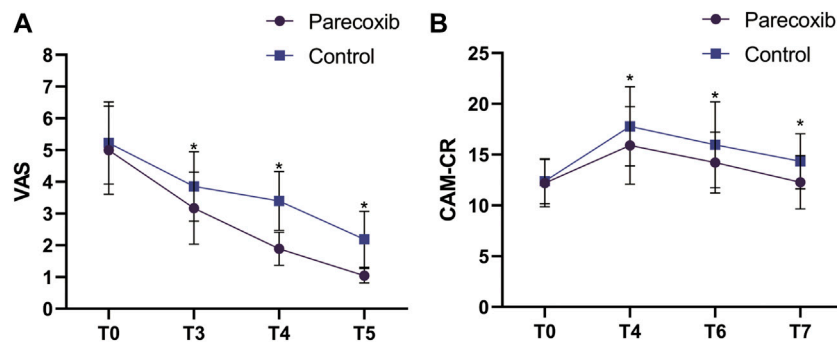 A
Parecoxib
Control
VAS
8
7
6
5
4
3
2
1
0
*
*
*
T0 T3 T4 T5
B
Parecoxib
Control
CAM-CR
25
20
15
10
5
0
*
*
*
T0 T4 T6 T7